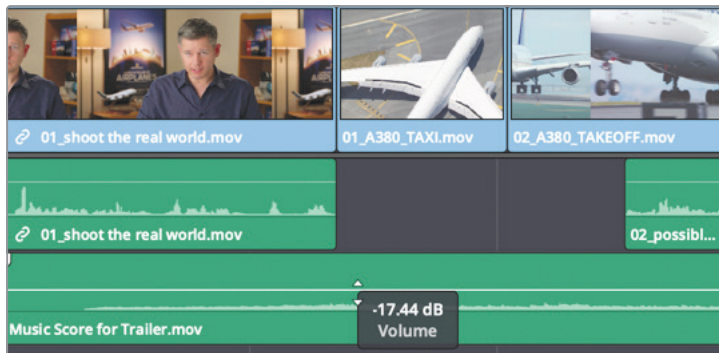 AIRPLANES
01_shoot the real world.mov
01_A380_TAXI.mov
02_A380_TAKEOFF.mov
01_shoot the real world.mov
02_possibl...
-17.44 dB
Volume
Music Score for Trailer.mov